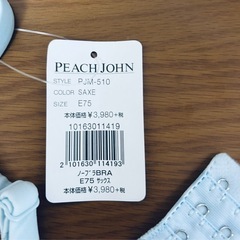 PEACH JOHN
STYLE PJM-510
COLOR SAXE
SIZE E75
本体価格 ¥3,980+税
10163011419
2 101630 114193
ノーブラBRA
E75 サックス
本体価格 ¥3,980+税